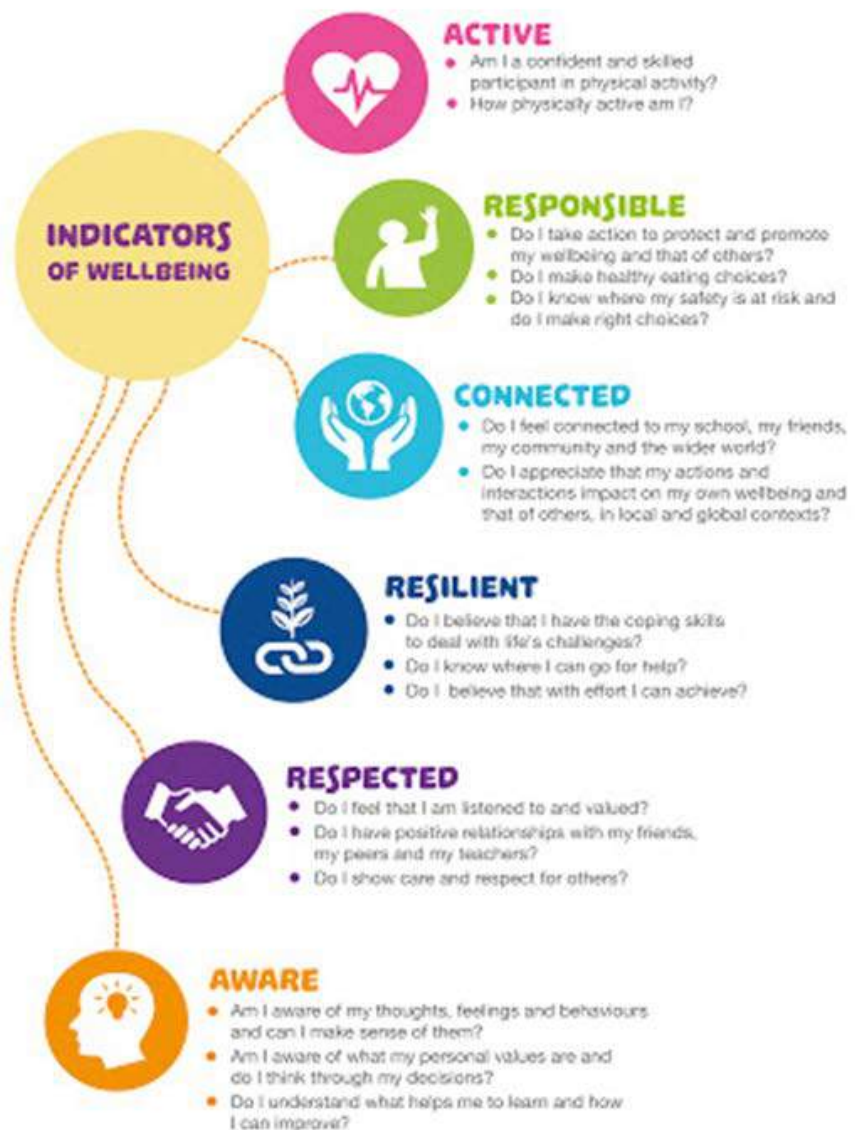 ACTIVE
Am I a confident and skilled
participant in physical activity?
How physically active am I?
INDICATORS
OF WELLBEING
RESPONSIBLE
Do I take action to protect and promote
my wellbeing and that of others?
Do I make healthy eating choices?
Do I know where my safety is at risk and
do I make right choices?
CONNECTED
Do I feel connected to my school, my friends,
my community and the wider world?
Do I appreciate that my actions and
interactions impact on my own wellbeing and
that of others, in local and global contexts?
RESILIENT
Do I believe that I have the coping skills
to deal with life's challenges?
Do I know where I can go for help?
Do I believe that with effort I can achieve?
RESPECTED
Do I feel that I am listened to and valued?
Do I have positive relationships with my friends,
my peers and my teachers?
Do I show care and respect for others?
AWARE
Am I aware of my thoughts, feelings and behaviours
and can I make sense of them?
Am I aware of what my personal values are and
do I think through my decisions?
Do I understand what helps me to learn and how
I can improve?